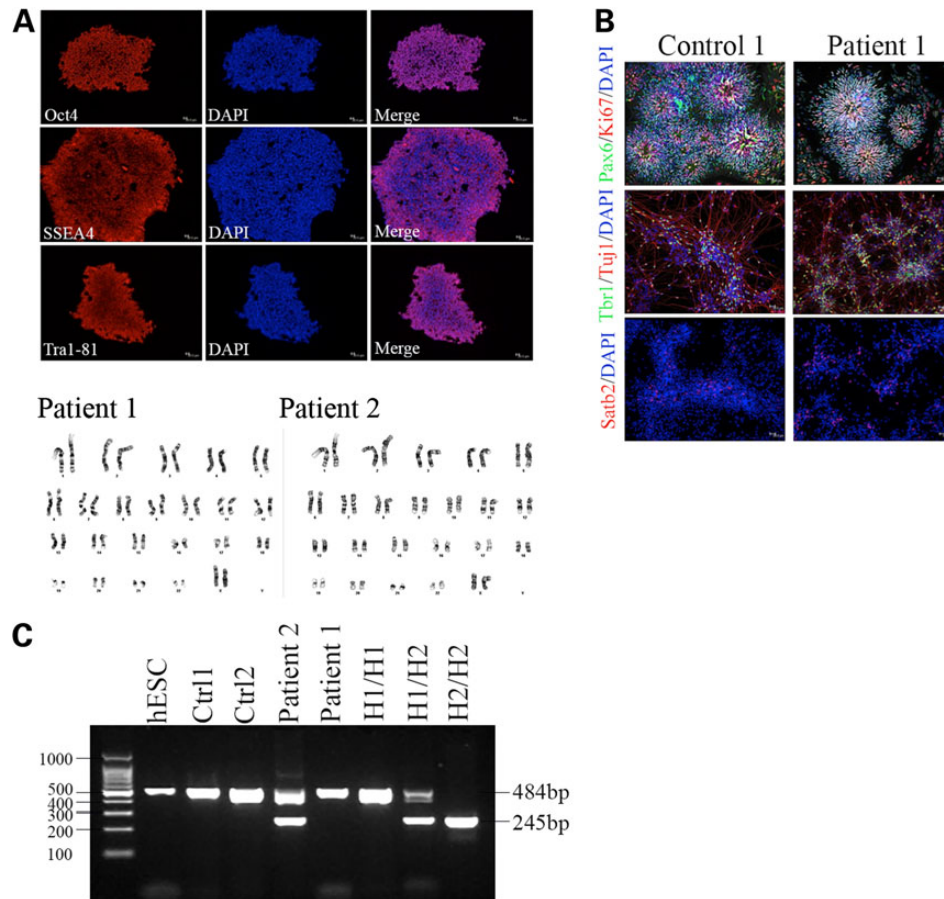 A
Oct4 DAPI Merge
SSEA4 DAPI Merge
Tra1-81 DAPI Merge
Patient 1 Patient 2
B
Control 1 Patient 1
Pax6/Ki67/DAPI
Tbr1/Tuj1/DAPI
Satb2/DAPI
C
hESC Ctrl1 Ctrl2 Patient 2 Patient 1 H1/H1 H1/H2 H2/H2
1000
500
400
300
200
100
484bp
245bp